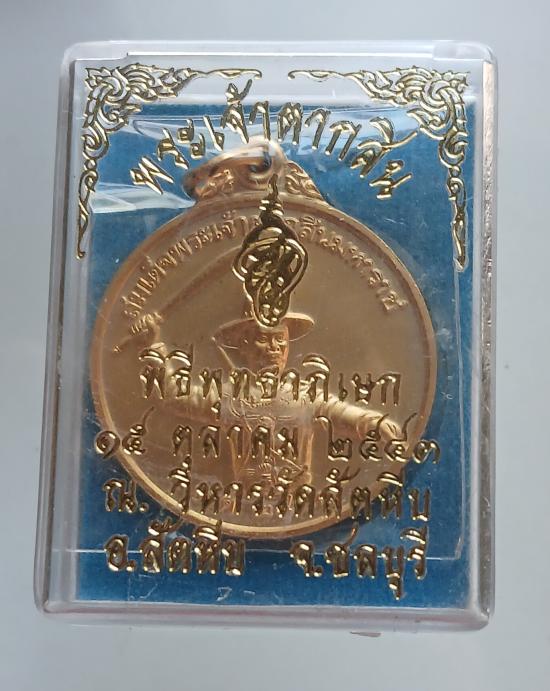 พระเจ้าตากสิน
สมเด็จพระเจ้าตากสินมหาราช
พิธีพุทธาภิเษก
๑๕ ตุลาคม ๒๕๔๓
ณ. วิหารวัดสัตหีบ
อ.สัตหีบ จ.ชลบุรี